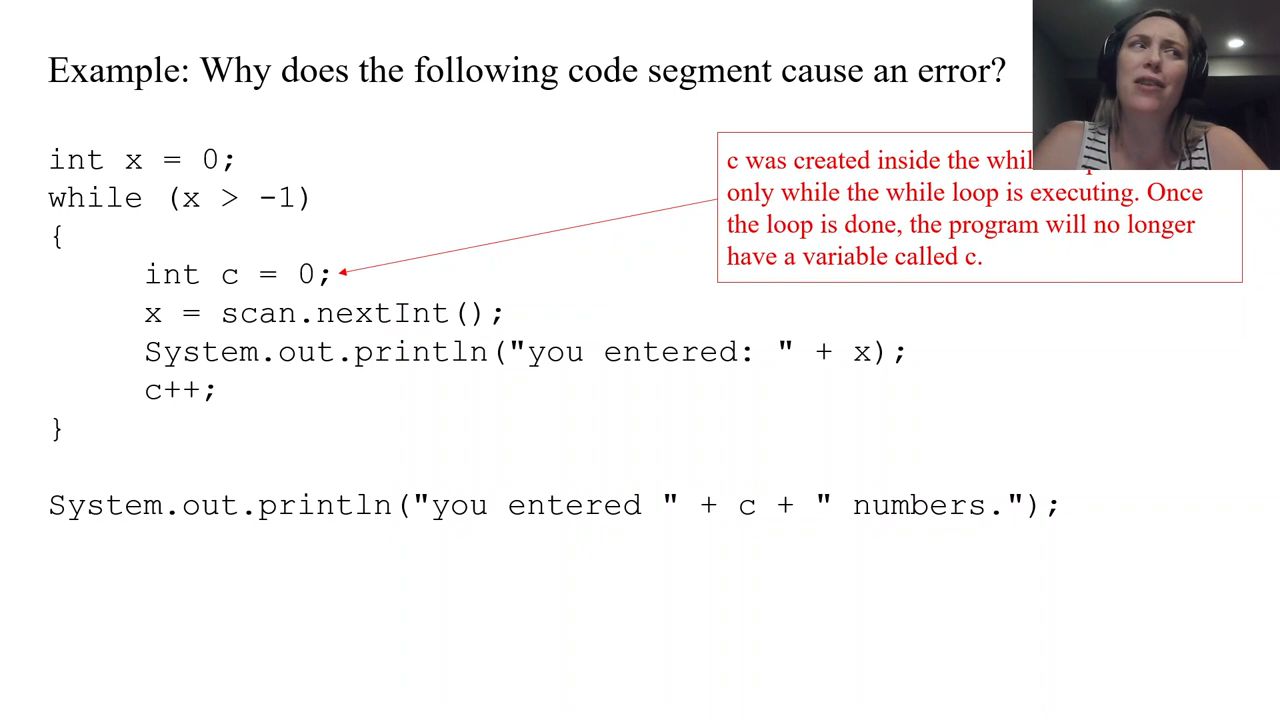 Example: Why does the following code segment cause an error?
int x = 0;
while (x > -1)
{
int c = 0;
x = scan.nextInt();
System.out.println("you entered: " + x);
c++;
}
System.out.println("you entered " + c + " numbers.");
c was created inside the
only while the while loop is executing. Once
the loop is done, the program will no longer
have a variable called c.